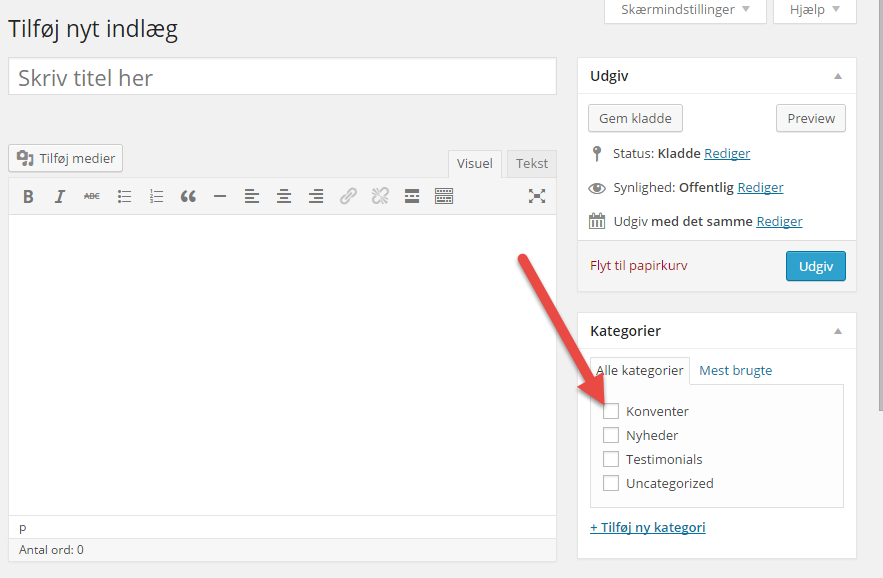 Skærmindstillinger
Hjælp
Tilføj nyt indlæg
Skriv titel her
Tilføj medier
Visuel
Tekst
B I ABC
p
Antal ord: 0
Udgiv
Gem kladde
Preview
Status: Kladde Rediger
Synlighed: Offentlig Rediger
Udgiv med det samme Rediger
Flyt til papirkurv
Udgiv
Kategorier
Alle kategorier
Mest brugte
Konventer
Nyheder
Testimonials
Uncategorized
+ Tilføj ny kategori